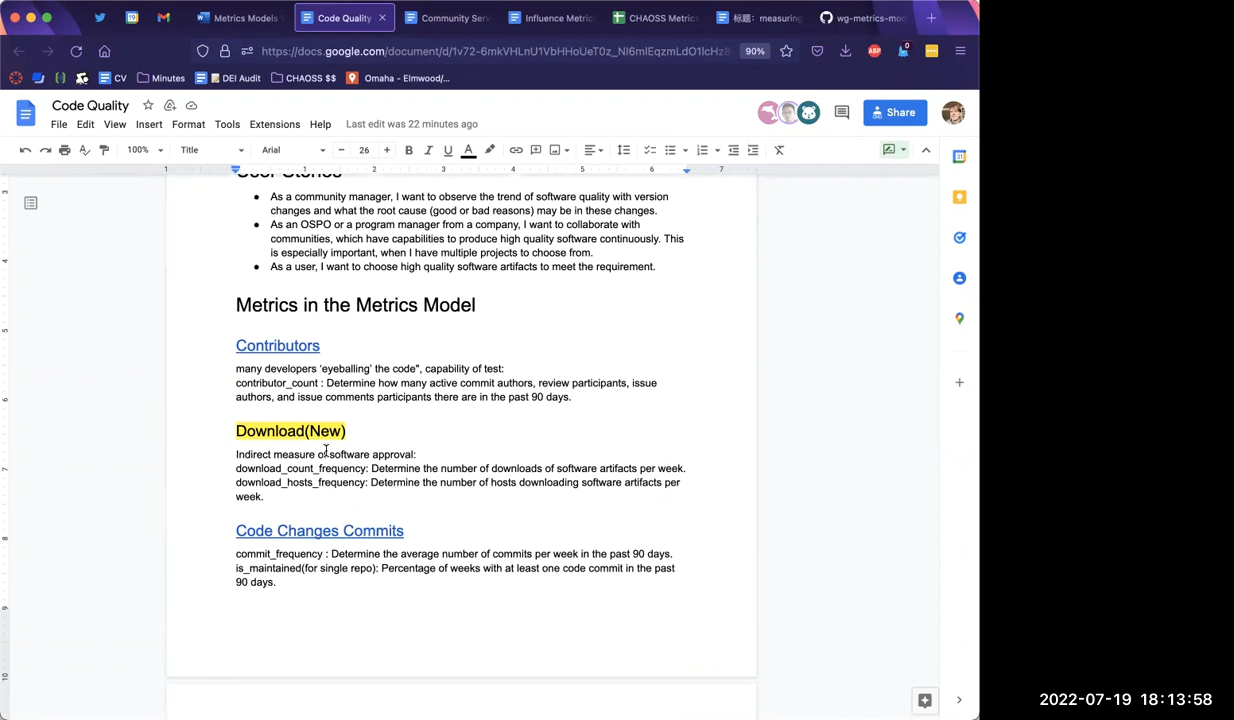 Metrics Models
Code Quality
Community Serv
Influence Metric
CHAOSS Metric
标题：measuring
wg-metrics-mod
https://docs.google.com/document/d/1v72-6mkVHLnU1VbHHoUeT0z_NI6mlEqzmLdO1lcHz8
90%
ABP
0
CV
Minutes
DEI Audit
CHAOSS $$
Omaha - Elmwood/...
Code Quality
File Edit View Insert Format Tools Extensions Help Last edit was 22 minutes ago
Share
100% Title Arial 26
B I U A
1 1 2 3 4 5 6 7
User Stories
● As a community manager, I want to observe the trend of software quality with version
changes and what the root cause (good or bad reasons) may be in these changes.
● As an OSPO or a program manager from a company, I want to collaborate with
communities, which have capabilities to produce high quality software continuously. This
is especially important, when I have multiple projects to choose from.
● As a user, I want to choose high quality software artifacts to meet the requirement.
Metrics in the Metrics Model
Contributors
many developers 'eyeballing' the code", capability of test:
contributor_count : Determine how many active commit authors, review participants, issue
authors, and issue comments participants there are in the past 90 days.
Download(New)
Indirect measure of software approval:
download_count_frequency: Determine the number of downloads of software artifacts per week.
download_hosts_frequency: Determine the number of hosts downloading software artifacts per
week.
Code Changes Commits
commit_frequency : Determine the average number of commits per week in the past 90 days.
is_maintained(for single repo): Percentage of weeks with at least one code commit in the past
90 days.
2022-07-19 18:13:58